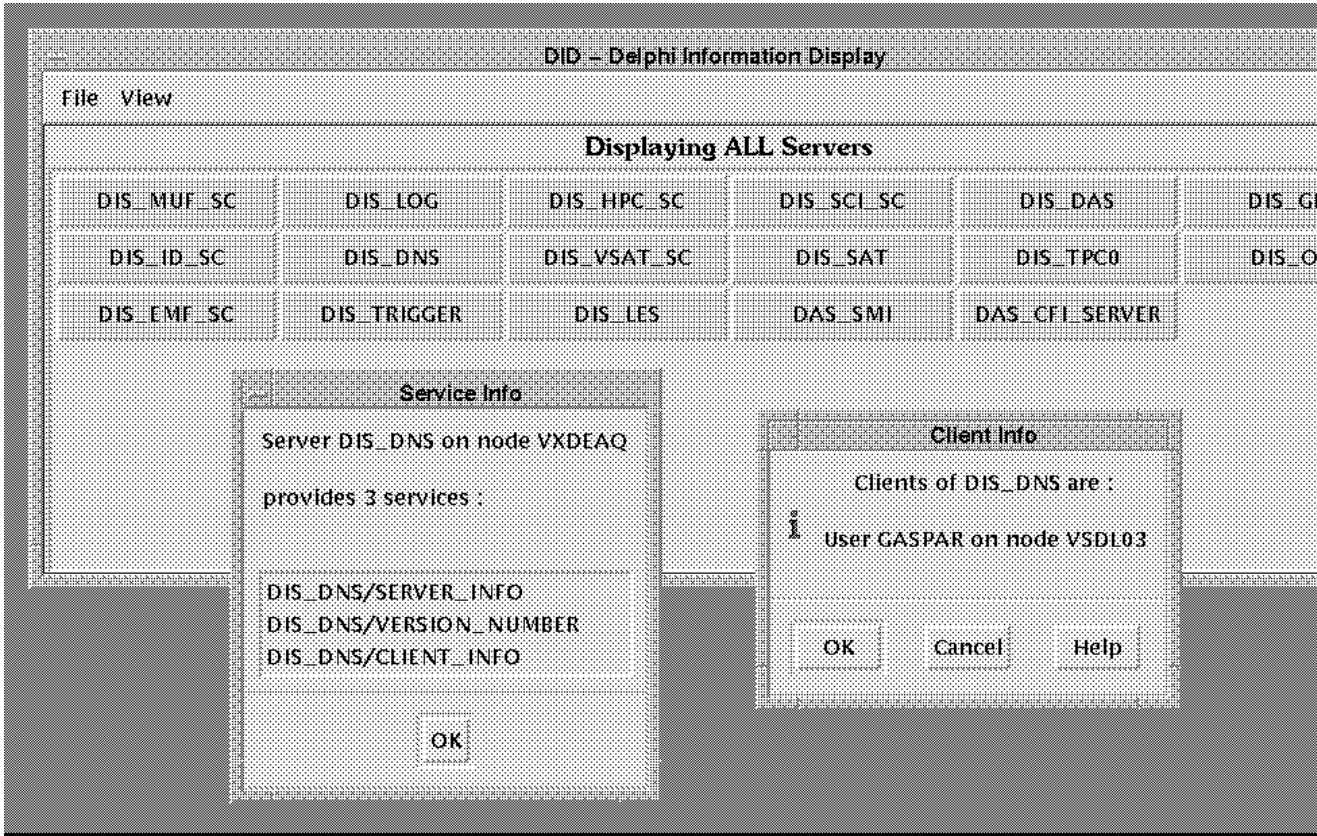 DID – Delphi Information Display
File View
Displaying ALL Servers
DIS_MUF_SC DIS_LOG DIS_HPC_SC DIS_SCI_SC DIS_DAS
DIS_ID_SC DIS_DNS DIS_VSAT_SC DIS_SAT DIS_TPC0
DIS_EMF_SC DIS_TRIGGER DIS_LES DAS_SMI DAS_CFI_SERVER
Service Info
Server DIS_DNS on node VXDEAQ
provides 3 services :
DIS_DNS/SERVER_INFO
DIS_DNS/VERSION_NUMBER
DIS_DNS/CLIENT_INFO
OK
Client Info
Clients of DIS_DNS are :
User GASPAR on node VSDL03
OK Cancel Help